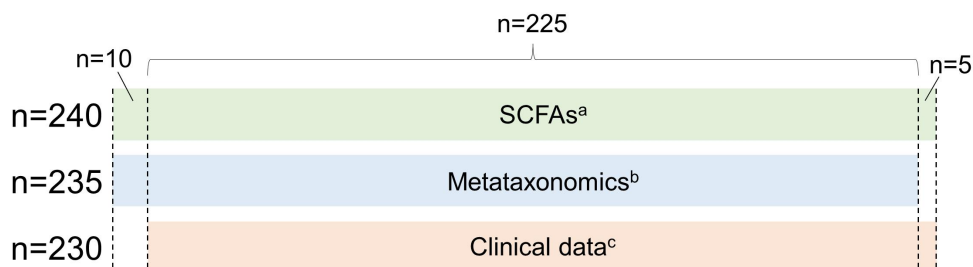 n=225
n=10
n=5
n=240
SCFAsᵃ
n=235
Metataxonomicsᵇ
n=230
Clinical dataᶜ